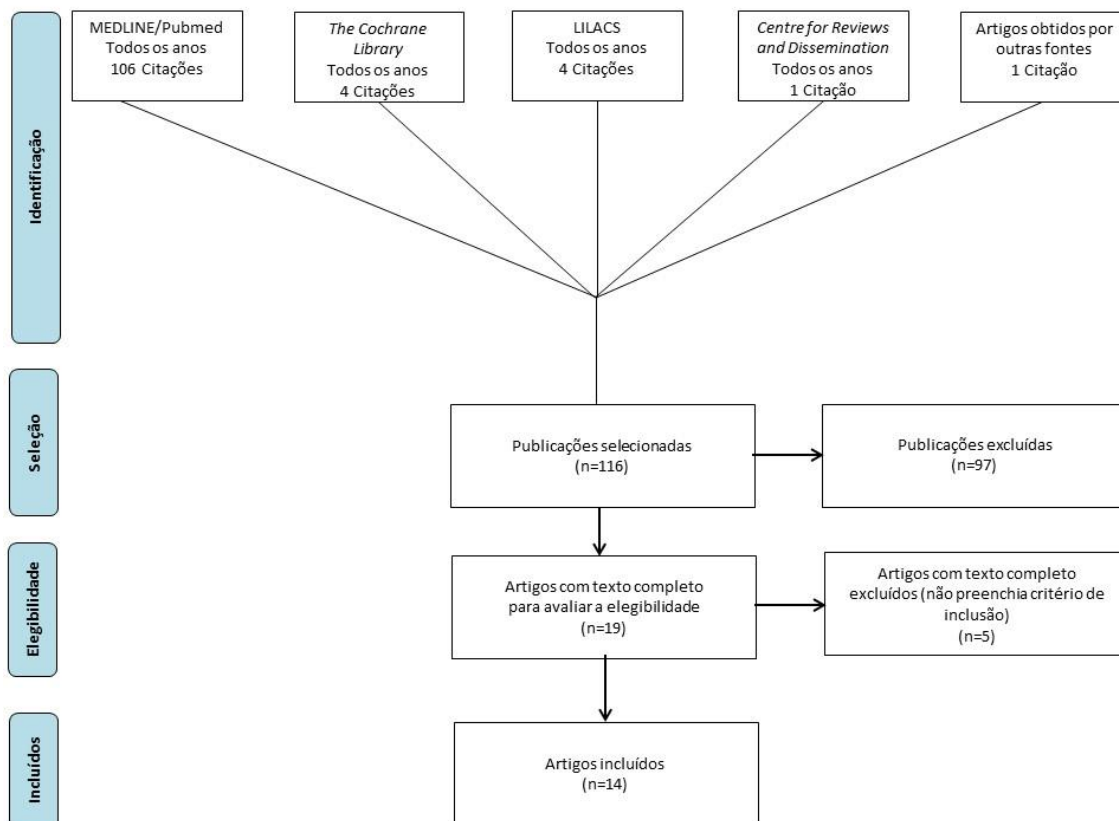 MEDLINE/Pubmed
Todos os anos
106 Citações
The Cochrane
Library
Todos os anos
4 Citações
LILACS
Todos os anos
4 Citações
Centre for Reviews
and Dissemination
Todos os anos
1 Citação
Artigos obtidos por
outras fontes
1 Citação
Identificação
Seleção
Publicações selecionadas
(n=116)
Publicações excluídas
(n=97)
Elegibilidade
Artigos com texto completo
para avaliar a elegibilidade
(n=19)
Artigos com texto completo
excluídos (não preenchia critério de
inclusão)
(n=5)
Incluídos
Artigos incluídos
(n=14)